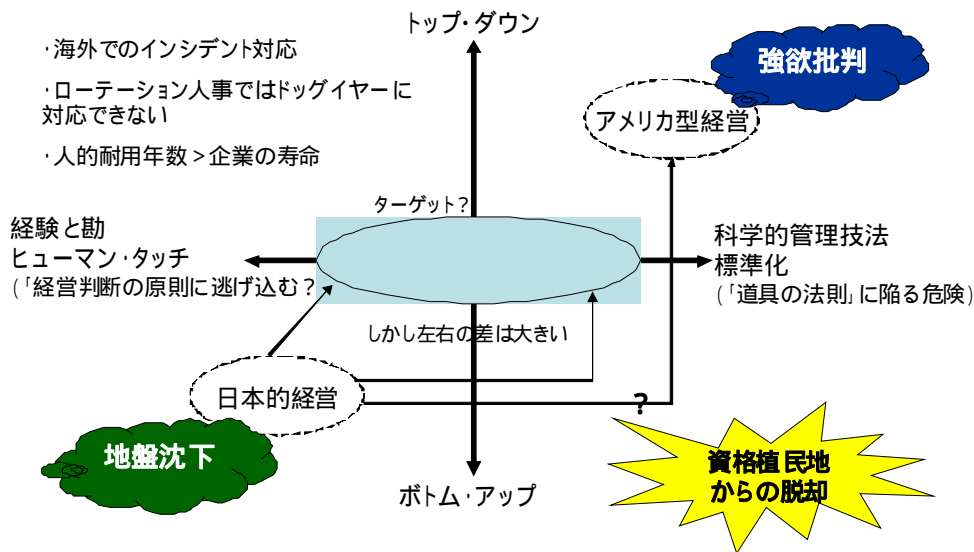 トップ・ダウン
・海外でのインシデント対応
・ローテーション人事ではドッグイヤーに
対応できない
・人的耐用年数＞企業の寿命
強欲批判
アメリカ型経営
ターゲット？
経験と勘
ヒューマン・タッチ
(「経営判断の原則に逃げ込む？
科学的管理技法
標準化
(「道具の法則」に陥る危険)
しかし左右の差は大きい
日本的経営
?
地盤沈下
資格植民地
からの脱却
ボトム・アップ